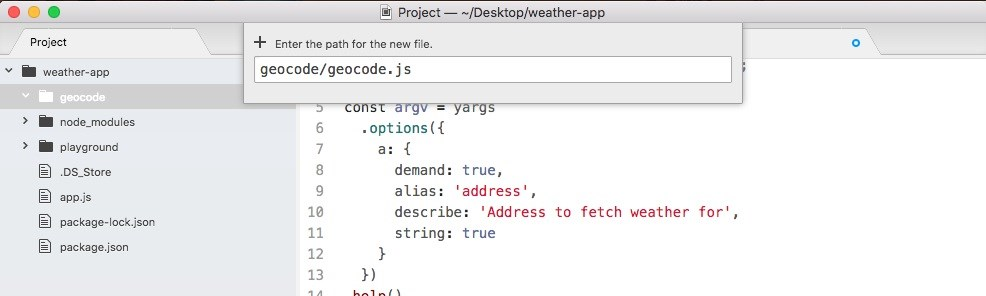 Project — ~/Desktop/weather-app
Project
+ Enter the path for the new file.
geocode/geocode.js
weather-app
geocode
node_modules
playground
.DS_Store
app.js
package-lock.json
package.json
;
5 const argv = yargs
6 .options({
7 a: {
8 demand: true,
9 alias: 'address',
10 describe: 'Address to fetch weather for',
11 string: true
12 }
13 })
14 .help()